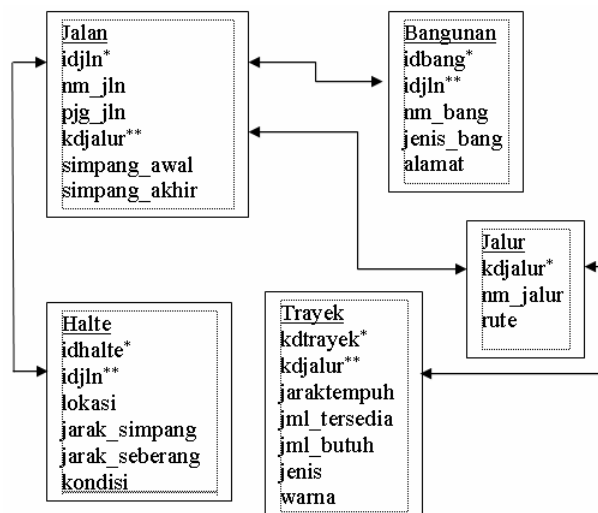 Jalan
idjln*
nm_jln
pjg_jln
kdjalur**
simpang_awal
simpang_akhir
Bangunan
idbang*
idjln**
nm_bang
jenis_bang
alamat
Jalur
kdjalur*
nm_jalur
rute
Halte
idhalte*
idjln**
lokasi
jarak_simpang
jarak_seberang
kondisi
Trayek
kdtrayek*
kdjalur**
jaraktempuh
jml_tersedia
jml_butuh
jenis
warna